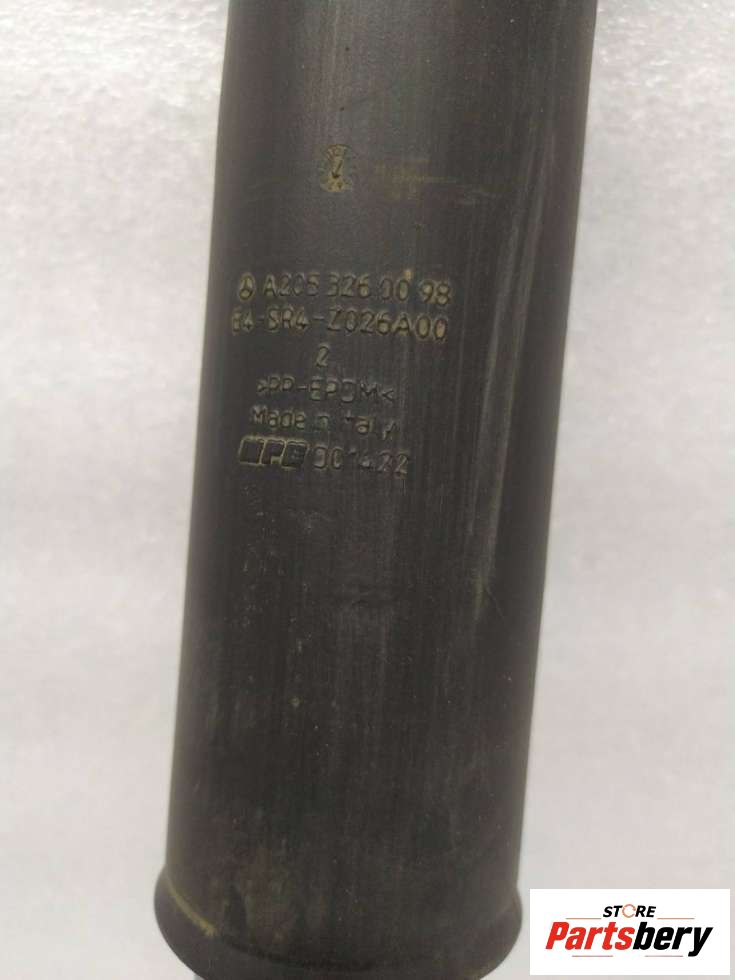 A205 326 00 98
64-SR4-Z026A00
2
>PP-EPDM<
Made in Italy
001422
STORE
Partsbery